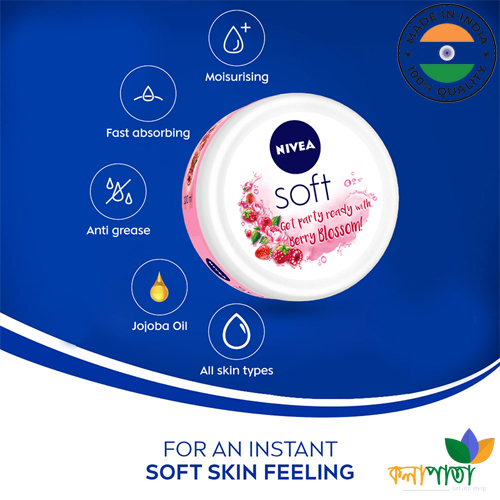 MADE IN INDIA
100% QUALITY
Moisurising
Fast absorbing
Anti grease
Jojoba Oil
All skin types
NIVEA
soft
Get party ready with
Berry Blossom!
FOR AN INSTANT
SOFT SKIN FEELING
কলাপাতা